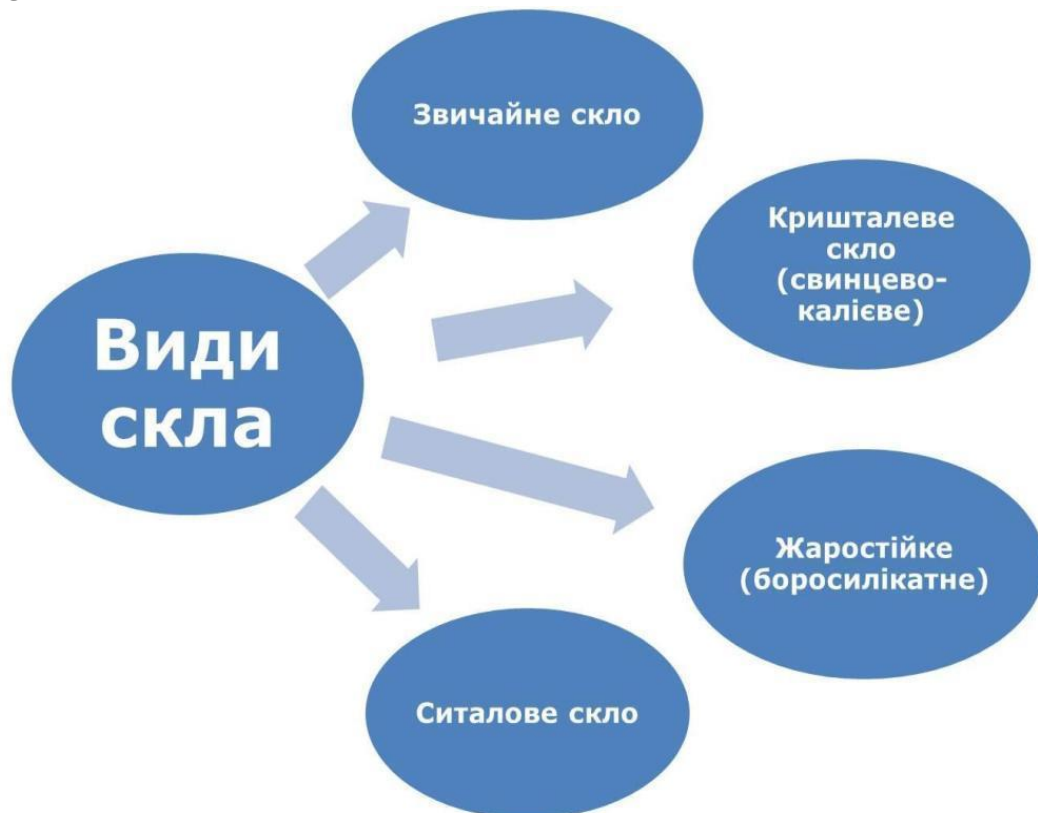 Види
скла
Звичайне скло
Кришталеве
скло
(свинцево-
калієве)
Жаростійке
(боросилікатне)
Ситалове скло